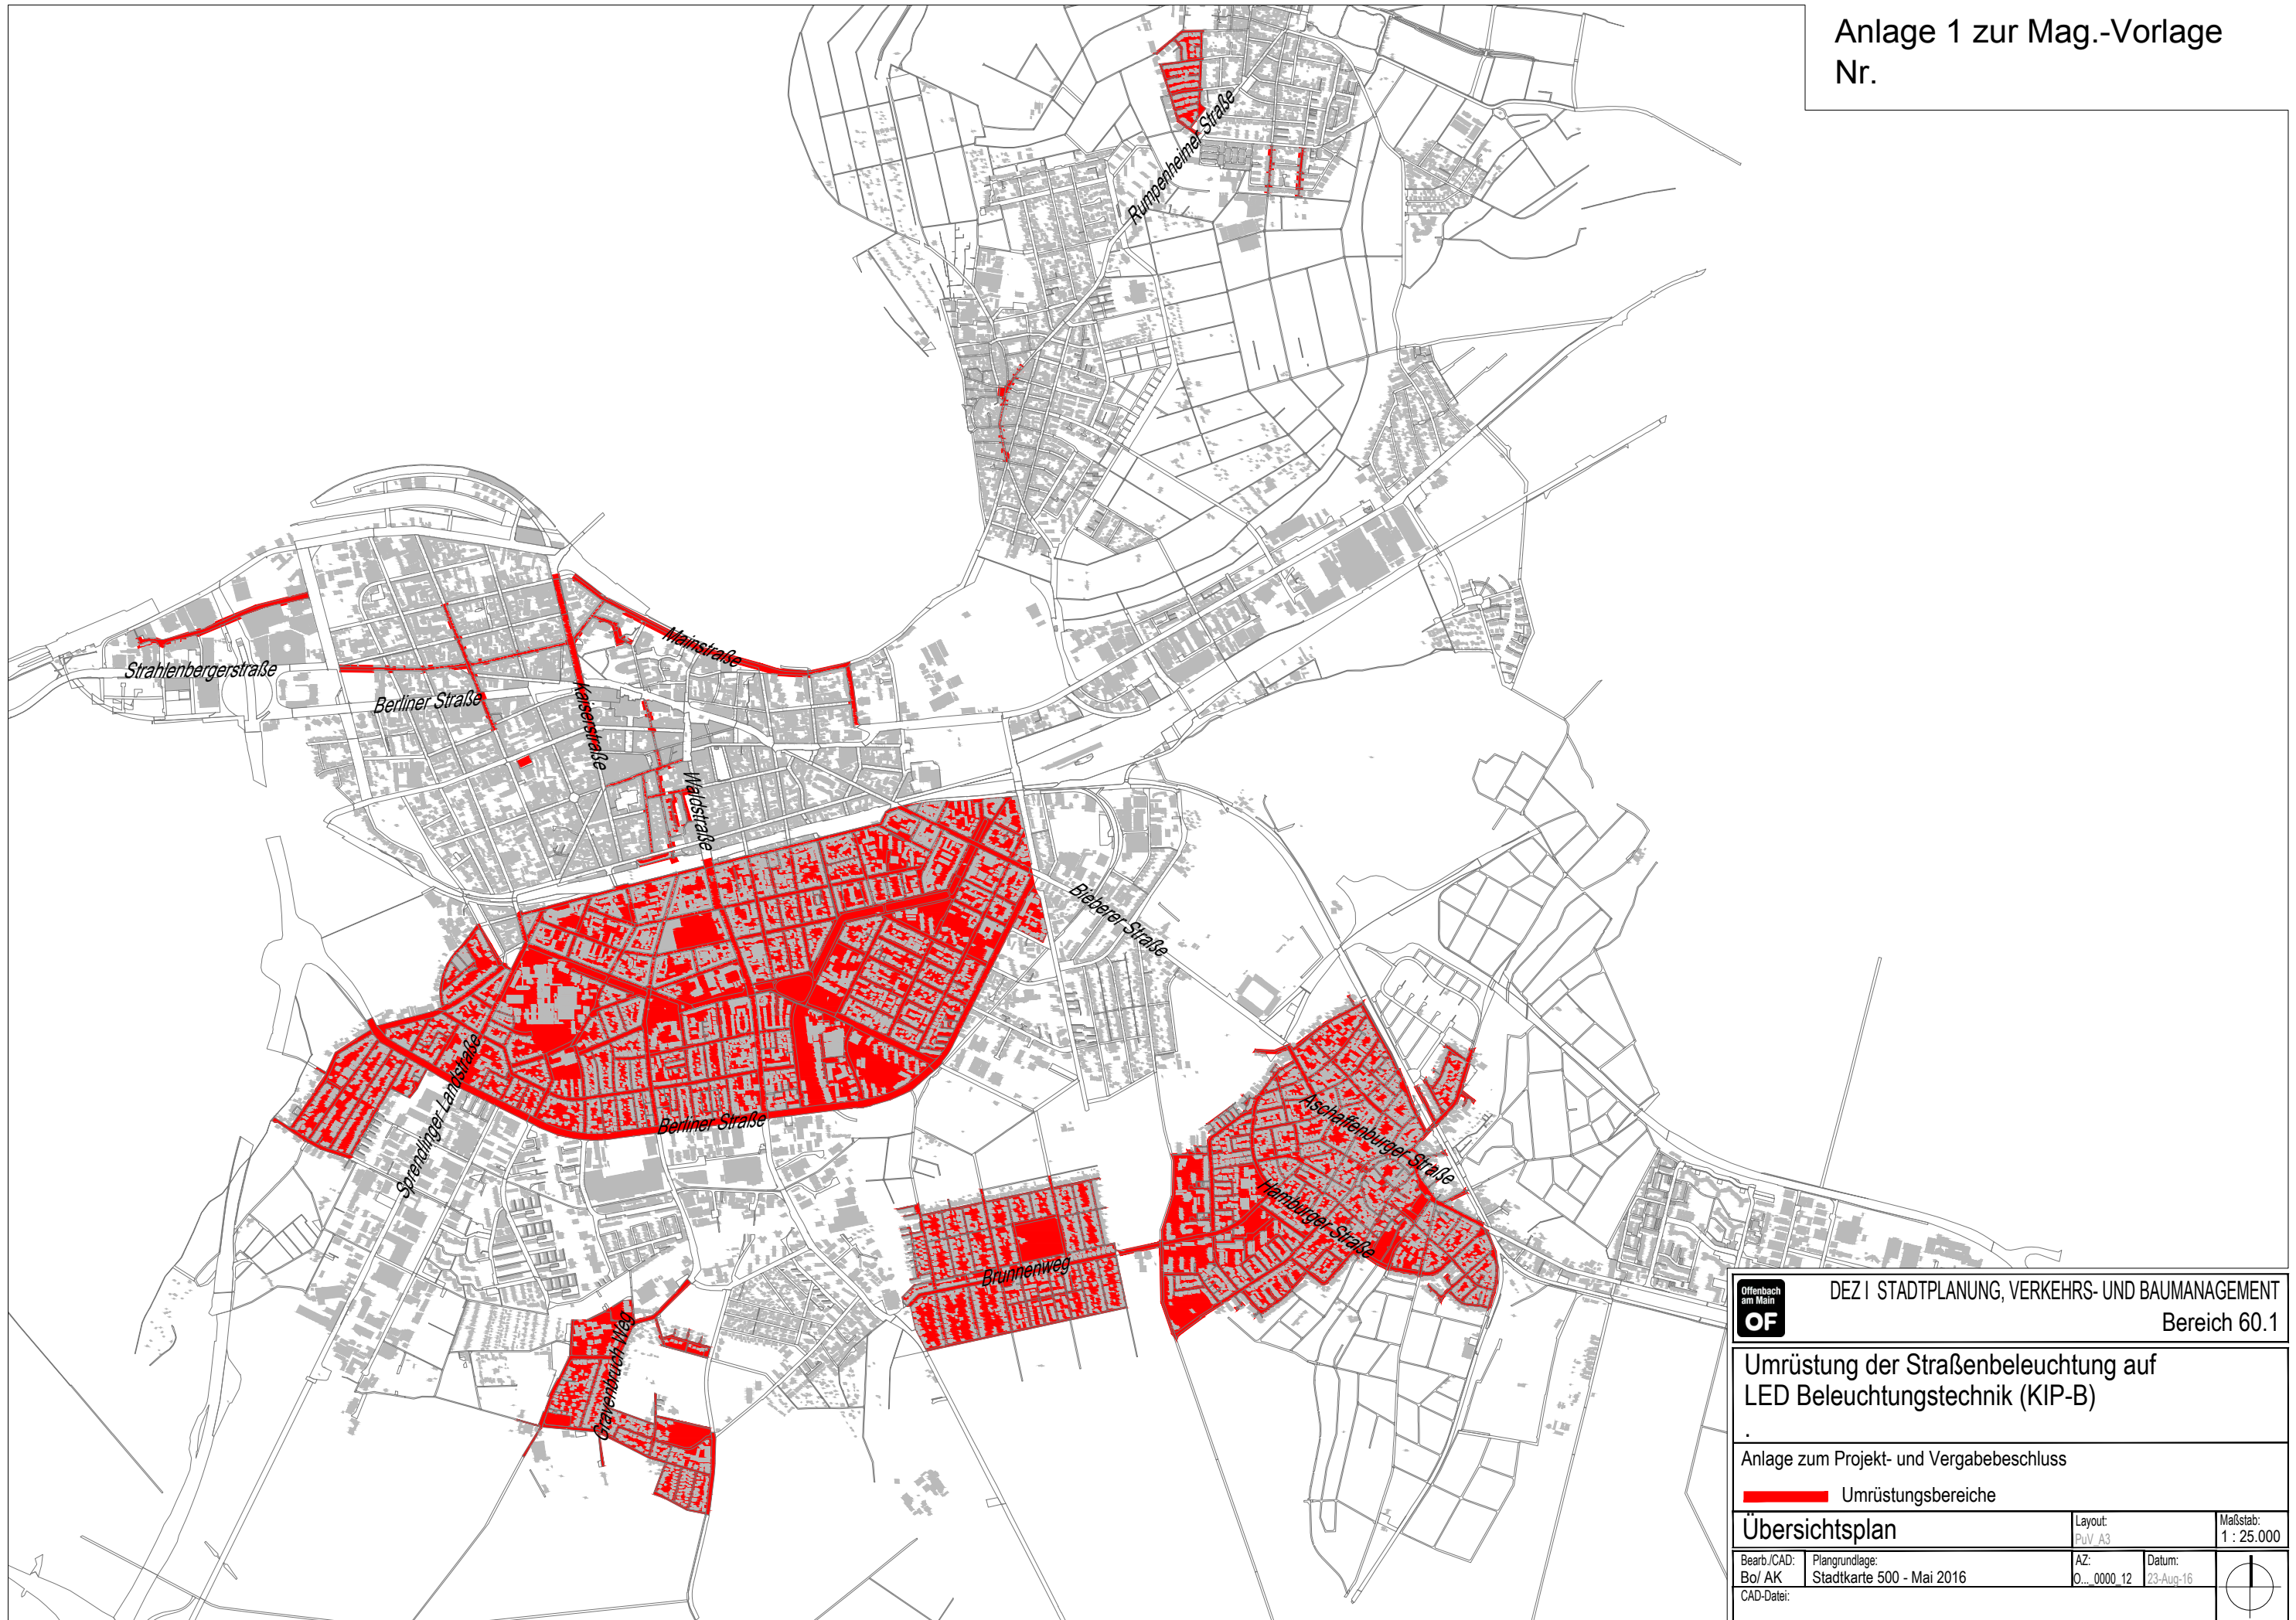 Anlage 1 zur Mag.-Vorlage
Nr.
Rumpenheimer Straße
Mainstraße
Strahlenbergerstraße
Berliner Straße
Kaiserstraße
Waldstraße
Bieberer Straße
Sprendlinger Landstraße
Berliner Straße
Aschaffenburger Straße
Hamburger Straße
Brunnenweg
Gravenbruch Weg
Offenbach
am Main
OF
DEZ I STADTPLANUNG, VERKEHRS- UND BAUMANAGEMENT
Bereich 60.1
Umrüstung der Straßenbeleuchtung auf
LED Beleuchtungstechnik (KIP-B)
.
Anlage zum Projekt- und Vergabebeschluss
Umrüstungsbereiche
Übersichtsplan
Layout:
PuV_A3
Maßstab:
1 : 25.000
Bearb./CAD:
Bo/ AK
Plangrundlage:
Stadtkarte 500 - Mai 2016
AZ:
O..._0000_12
Datum:
23-Aug-16
CAD-Datei: